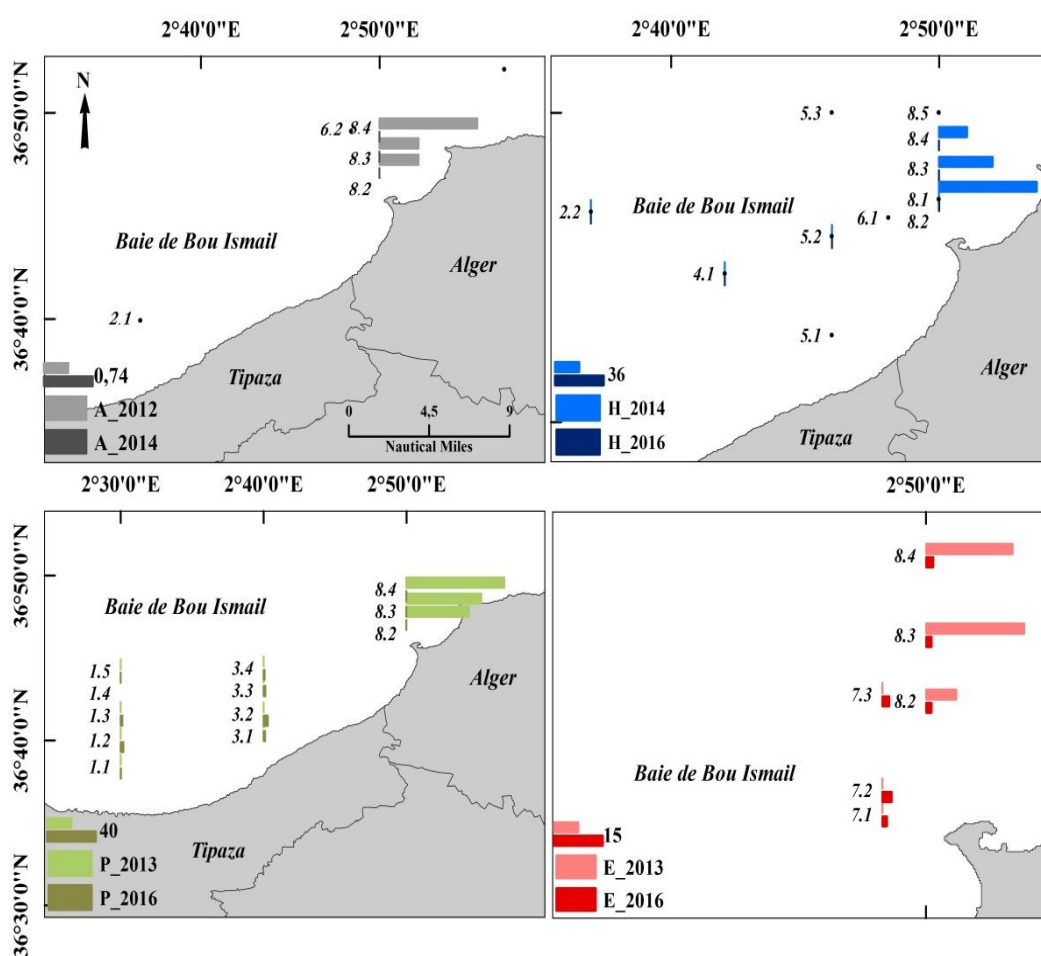 2°40'0"E 2°50'0"E
36°50'0"N
36°40'0"N
N
6.2 8.4
8.3
8.2
Baie de Bou Ismail
Alger
2.1
Tipaza
0,74
A_2012
A_2014
0 4,5 9
Nautical Miles
2°40'0"E 2°50'0"E
5.3 8.5
8.4
8.3
2.2 Baie de Bou Ismail 8.1
6.1 8.2
5.2
4.1
5.1
Alger
Tipaza
36
H_2014
H_2016
2°30'0"E 2°40'0"E 2°50'0"E
36°50'0"N
36°40'0"N
36°30'0"N
Baie de Bou Ismail
8.4
8.3
8.2
1.5 3.4
1.4 3.3
1.3 3.2
1.2 3.1
1.1
Alger
Tipaza
40
P_2013
P_2016
2°50'0"E
8.4
8.3
7.3 8.2
Baie de Bou Ismail
7.2
7.1
15
E_2013
E_2016